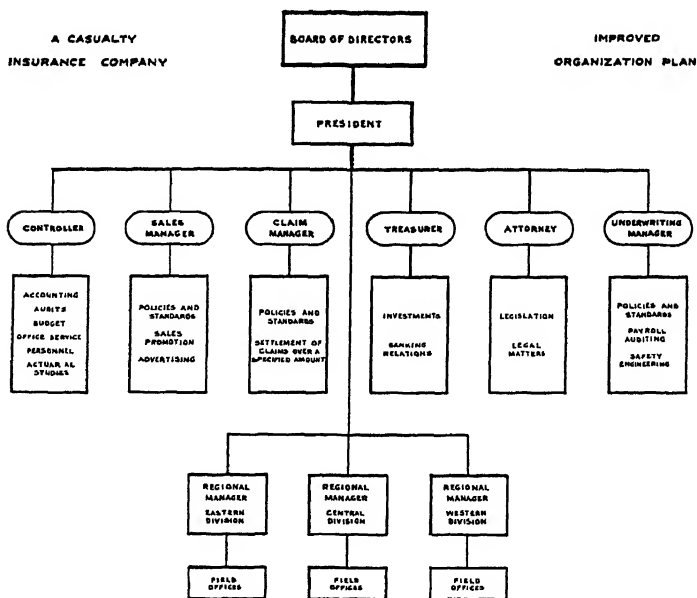 A CASUALTY
INSURANCE COMPANY
BOARD OF DIRECTORS
IMPROVED
ORGANIZATION PLAN
PRESIDENT
CONTROLLER
SALES
MANAGER
CLAIM
MANAGER
TREASURER
ATTORNEY
UNDERWRITING
MANAGER
ACCOUNTING
AUDITS
BUDGET
OFFICE SERVICE
PERSONNEL
ACTUARIAL
STUDIES
POLICIES AND
STANDARDS
SALES
PROMOTION
ADVERTISING
POLICIES AND
STANDARDS
SETTLEMENT OF
CLAIMS OVER A
SPECIFIED AMOUNT
INVESTMENTS
BANKING
RELATIONS
LEGISLATION
LEGAL
MATTERS
POLICIES AND
STANDARDS
PAYROLL
AUDITING
SAFETY
ENGINEERING
REGIONAL
MANAGER
EASTERN
DIVISION
REGIONAL
MANAGER
CENTRAL
DIVISION
REGIONAL
MANAGER
WESTERN
DIVISION
FIELD
OFFICES
FIELD
OFFICES
FIELD
OFFICES